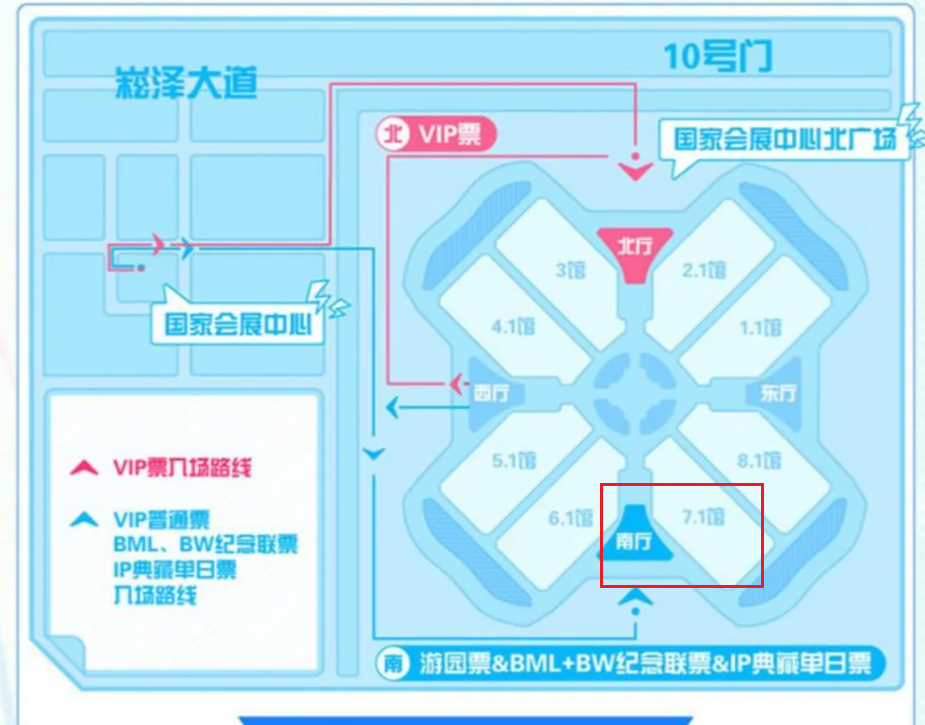 10号门
崧泽大道
北 VIP票
国家会展中心北广场
北厅
3馆
2.1馆
4.1馆
1.1馆
国家会展中心
西厅
东厅
5.1馆
8.1馆
6.1馆
7.1馆
南厅
VIP票入场路线
VIP普通票
BML、BW纪念联票
IP典藏单日票
入场路线
南 游园票&BML+BW纪念联票&IP典藏单日票